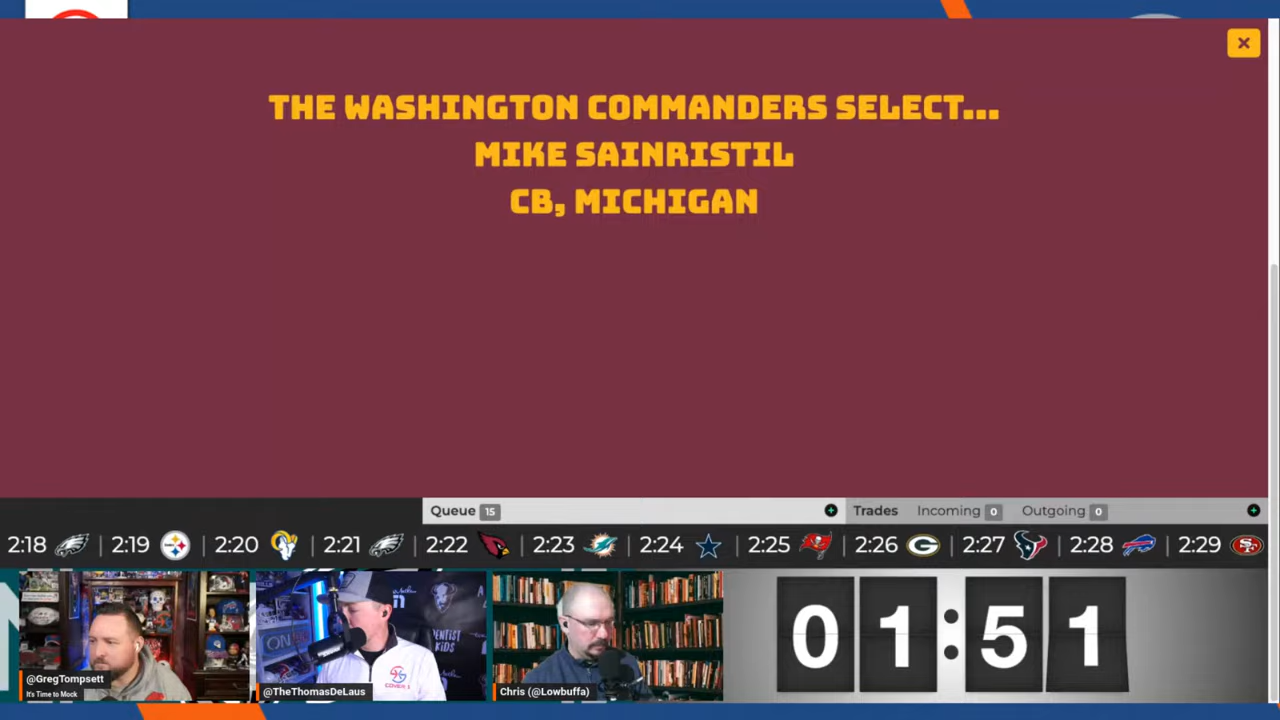 THE WASHINGTON COMMANDERS SELECT...
MIKE SAINRISTIL
CB, MICHIGAN
Queue 15
Trades Incoming 0 Outgoing 0
2:18 | 2:19 | 2:20 | 2:21 | 2:22 | 2:23 | 2:24 | 2:25 | 2:26 | 2:27 | 2:28 | 2:29
@GregTompsett
It's Time to Mock
@TheThomasDeLaus
Chris (@Lowbuffa)
01:51